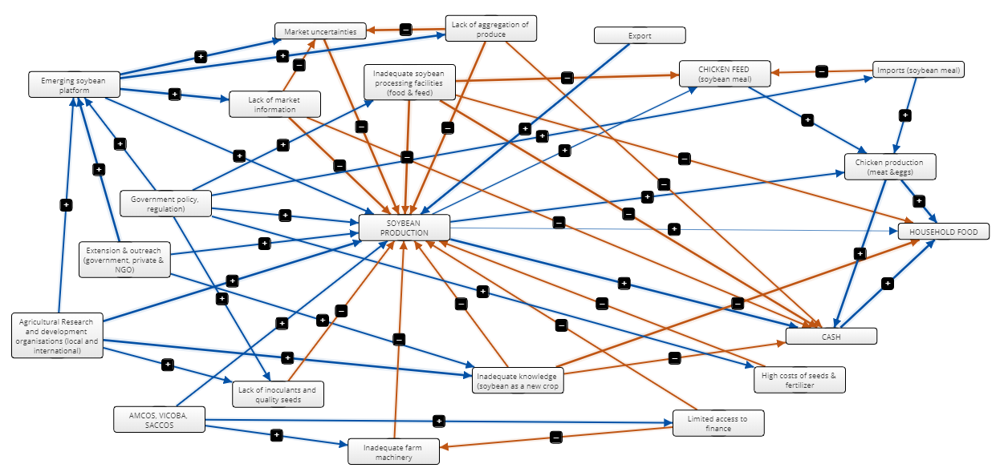 Lack of aggregation of
produce
Market uncertainties
Export
CHICKEN FEED
(soybean meal)
Imports (soybean meal)
Emerging soybean
platform
Inadequate soybean
processing facilities
(food & feed)
Lack of market
information
Chicken production
(meat &eggs)
Government policy,
regulation)
SOYBEAN
PRODUCTION
HOUSEHOLD FOOD
Extension & outreach
(government, private &
NGO)
Agricultural Research
and development
organisations (local and
international)
CASH
Inadequate knowledge
(soybean as a new crop
High costs of seeds &
fertilizer
Lack of inoculants and
quality seeds
AMCOS, VICOBA,
SACCOS
Limited access to
finance
Inadequate farm
machinery